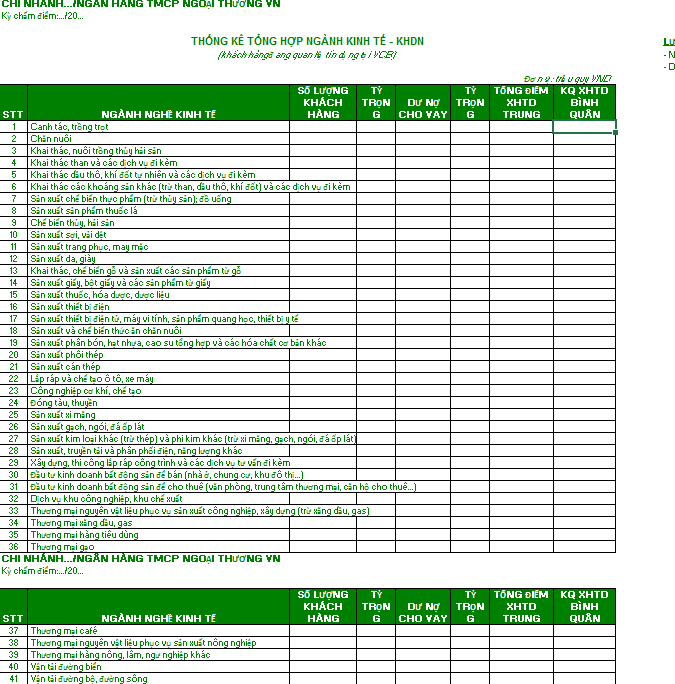 CHI NHÁNH.../NGÂN HÀNG TMCP NGOẠI THƯƠNG VN
Kỳ chấm điểm:.../20...
THỐNG KÊ TỔNG HỢP NGÀNH KINH TẾ - KHDN
(khách hàng đang quan hệ tín dụng tại VCB)
Đơn vị: triệu quy VNĐ
STT NGÀNH NGHỀ KINH TẾ SỐ LƯỢNG KHÁCH HÀNG TỶ TRỌNG DƯ NỢ CHO VAY TỶ TRỌNG TỔNG ĐIỂM XHTD TRUNG KQ XHTD BÌNH QUÂN
1 Canh tác, trồng trọt
2 Chăn nuôi
3 Khai thác, nuôi trồng thủy hải sản
4 Khai thác than và các dịch vụ đi kèm
5 Khai thác dầu thô, khí đốt tự nhiên và các dịch vụ đi kèm
6 Khai thác các khoáng sản khác (trừ than, dầu thô, khí đốt) và các dịch vụ đi kèm
7 Sản xuất chế biến thực phẩm (trừ thủy sản); đồ uống
8 Sản xuất sản phẩm thuốc lá
9 Chế biến thủy, hải sản
10 Sản xuất sợi, vải dệt
11 Sản xuất trang phục, may mặc
12 Sản xuất da, giày
13 Khai thác, chế biến gỗ và sản xuất các sản phẩm từ gỗ
14 Sản xuất giấy, bột giấy và các sản phẩm từ giấy
15 Sản xuất thuốc, hóa dược, dược liệu
16 Sản xuất thiết bị điện
17 Sản xuất thiết bị điện tử, máy vi tính, sản phẩm quang học, thiết bị y tế
18 Sản xuất và chế biến thức ăn chăn nuôi
19 Sản xuất phân bón, hạt nhựa, cao su tổng hợp và các hóa chất cơ bản khác
20 Sản xuất phôi thép
21 Sản xuất cán thép
22 Lắp ráp và chế tạo ô tô, xe máy
23 Công nghiệp cơ khí, chế tạo
24 Đóng tàu, thuyền
25 Sản xuất xi măng
26 Sản xuất gạch, ngói, đá ốp lát
27 Sản xuất kim loại khác (trừ thép) và phi kim khác (trừ xi măng, gạch, ngói, đá ốp lát)
28 Sản xuất, truyền tải và phân phối điện, năng lượng khác
29 Xây dựng, thi công lắp ráp công trình và các dịch vụ tư vấn đi kèm
30 Đầu tư kinh doanh bất động sản để bán (nhà ở, chung cư, khu đô thị...)
31 Đầu tư kinh doanh bất động sản để cho thuê (văn phòng, trung tâm thương mại, căn hộ cho thuê...)
32 Dịch vụ khu công nghiệp, khu chế xuất
33 Thương mại nguyên vật liệu phục vụ sản xuất công nghiệp, xây dựng (trừ xăng dầu, gas)
34 Thương mại xăng dầu, gas
35 Thương mại hàng tiêu dùng
36 Thương mại gạo
CHI NHÁNH.../NGÂN HÀNG TMCP NGOẠI THƯƠNG VN
Kỳ chấm điểm:.../20...
STT NGÀNH NGHỀ KINH TẾ SỐ LƯỢNG KHÁCH HÀNG TỶ TRỌNG DƯ NỢ CHO VAY TỶ TRỌNG TỔNG ĐIỂM XHTD TRUNG KQ XHTD BÌNH QUÂN
37 Thương mại café
38 Thương mại nguyên vật liệu phục vụ sản xuất nông nghiệp
39 Thương mại hàng nông, lâm, ngư nghiệp khác
40 Vận tải đường biển
41 Vận tải đường bộ, đường sông